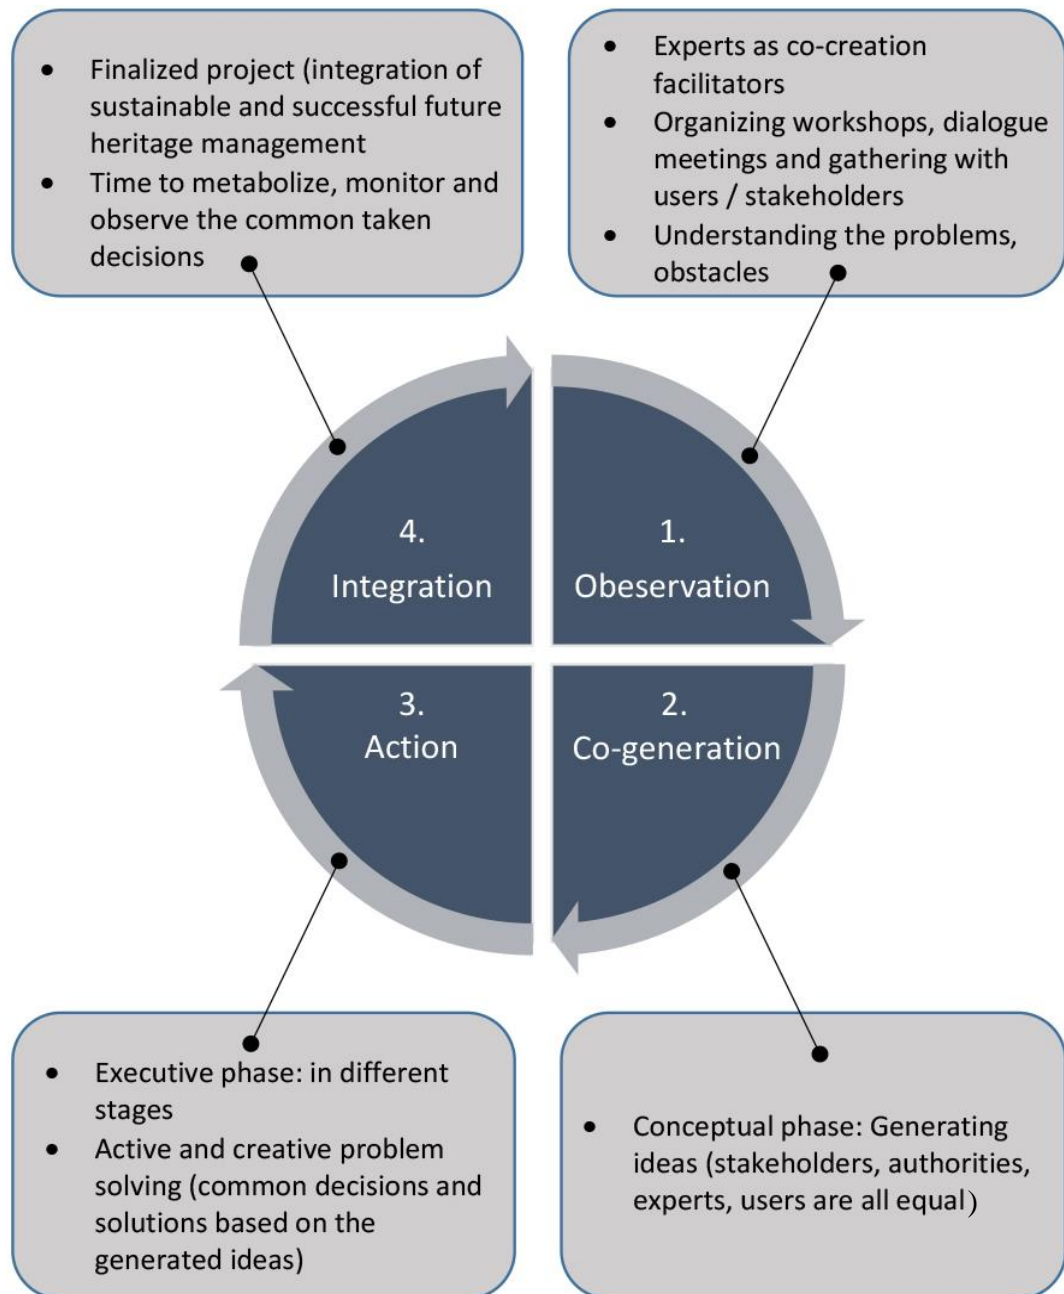 • Finalized project (integration of
sustainable and successful future
heritage management
• Time to metabolize, monitor and
observe the common taken
decisions
• Experts as co-creation
facilitators
• Organizing workshops, dialogue
meetings and gathering with
users / stakeholders
• Understanding the problems,
obstacles
4.
Integration
1.
Obeservation
3.
Action
2.
Co-generation
• Executive phase: in different
stages
• Active and creative problem
solving (common decisions and
solutions based on the
generated ideas)
• Conceptual phase: Generating
ideas (stakeholders, authorities,
experts, users are all equal)